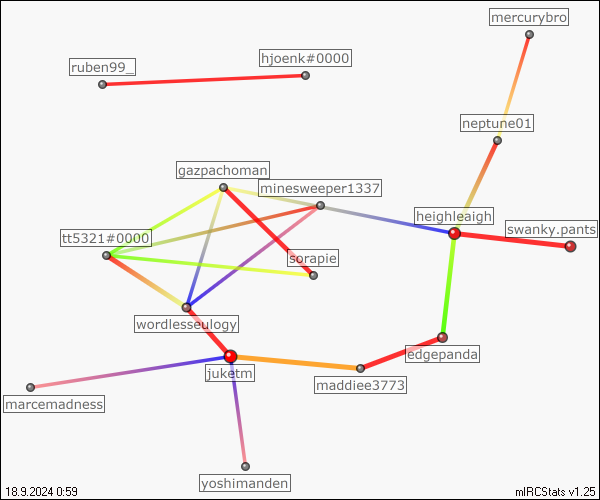 mercurybro
hjoenk#0000
ruben99_
neptune01
gazpachoman
minesweeper1337
heighleigh
swanky.pants
tt5321#0000
sorapie
wordlesseulogy
edgepanda
juketm
maddiee3773
marcemadness
yoshimanden
18.9.2024 0:59
mIRCStats v1.25